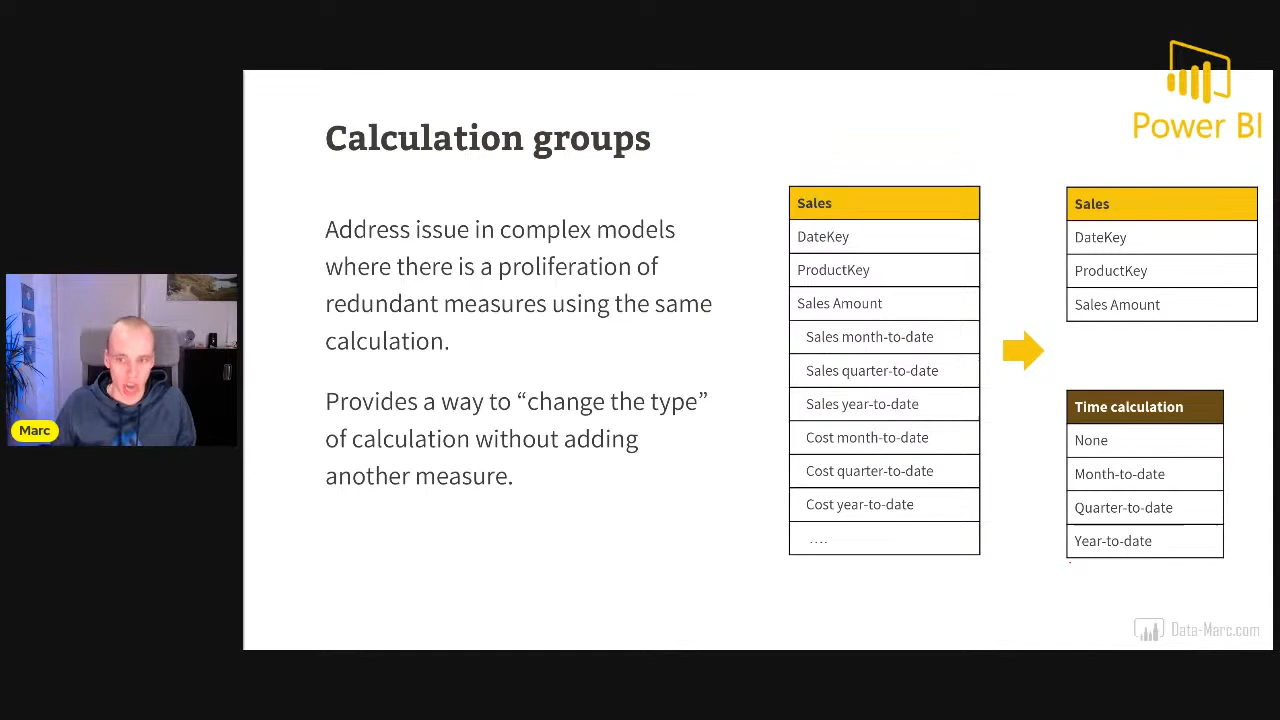 Power BI
Calculation groups
Address issue in complex models
where there is a proliferation of
redundant measures using the same
calculation.
Provides a way to “change the type”
of calculation without adding
another measure.
Sales
DateKey
ProductKey
Sales Amount
Sales month-to-date
Sales quarter-to-date
Sales year-to-date
Cost month-to-date
Cost quarter-to-date
Cost year-to-date
....
Sales
DateKey
ProductKey
Sales Amount
Time calculation
None
Month-to-date
Quarter-to-date
Year-to-date
Marc
Data-Marc.com